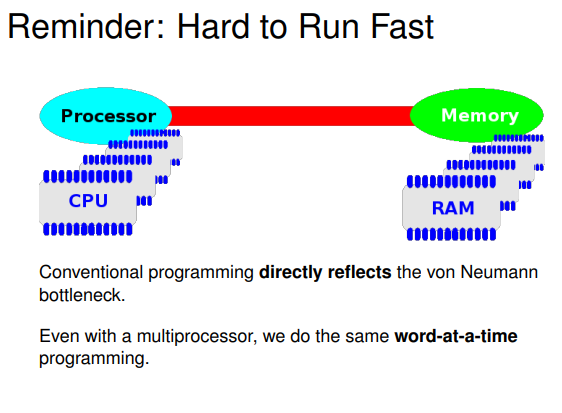 Reminder: Hard to Run Fast
Processor
Memory
CPU
RAM
Conventional programming directly reflects the von Neumann
bottleneck.
Even with a multiprocessor, we do the same word-at-a-time
programming.